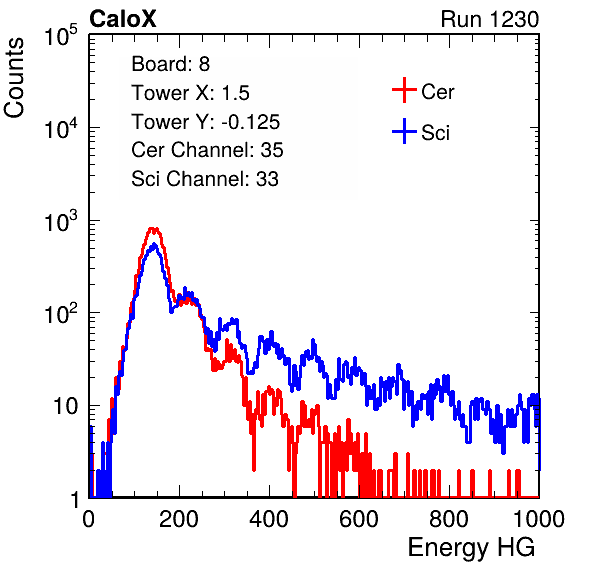 CaloX Run 1230
Counts
10^5
10^4
10^3
10^2
10
1
Board: 8
Tower X: 1.5
Tower Y: -0.125
Cer Channel: 35
Sci Channel: 33
Cer
Sci
0 200 400 600 800 1000
Energy HG